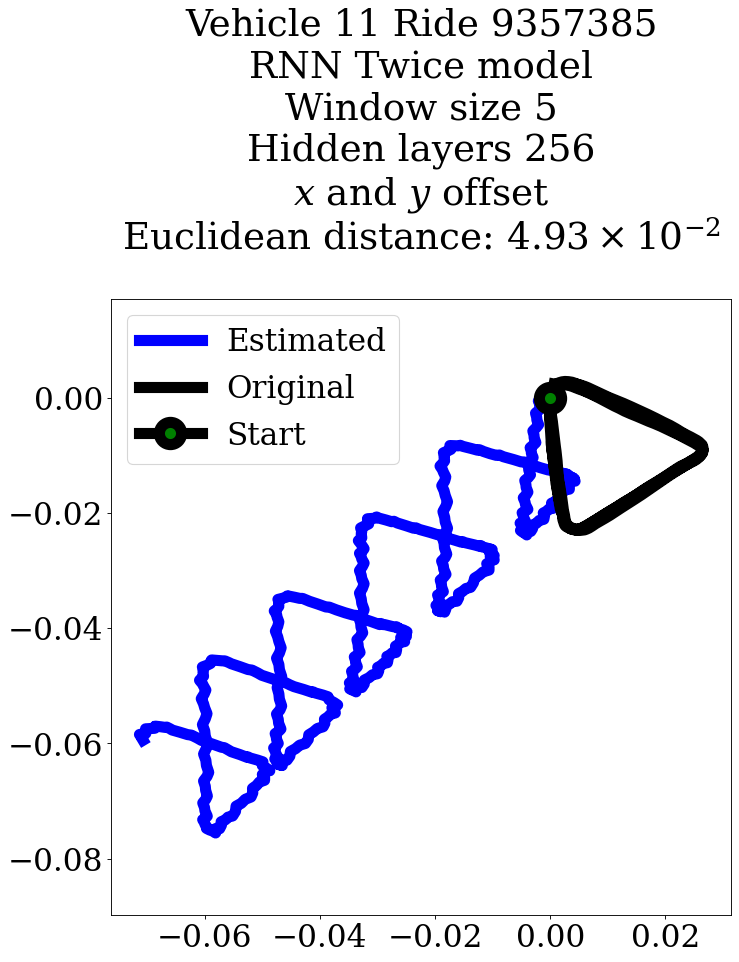 Vehicle 11 Ride 9357385
RNN Twice model
Window size 5
Hidden layers 256
x and y offset
Euclidean distance: 4.93 × 10⁻²
Estimated
Original
Start
0.00
−0.02
−0.04
−0.06
−0.08
−0.06 −0.04 −0.02 0.00 0.02